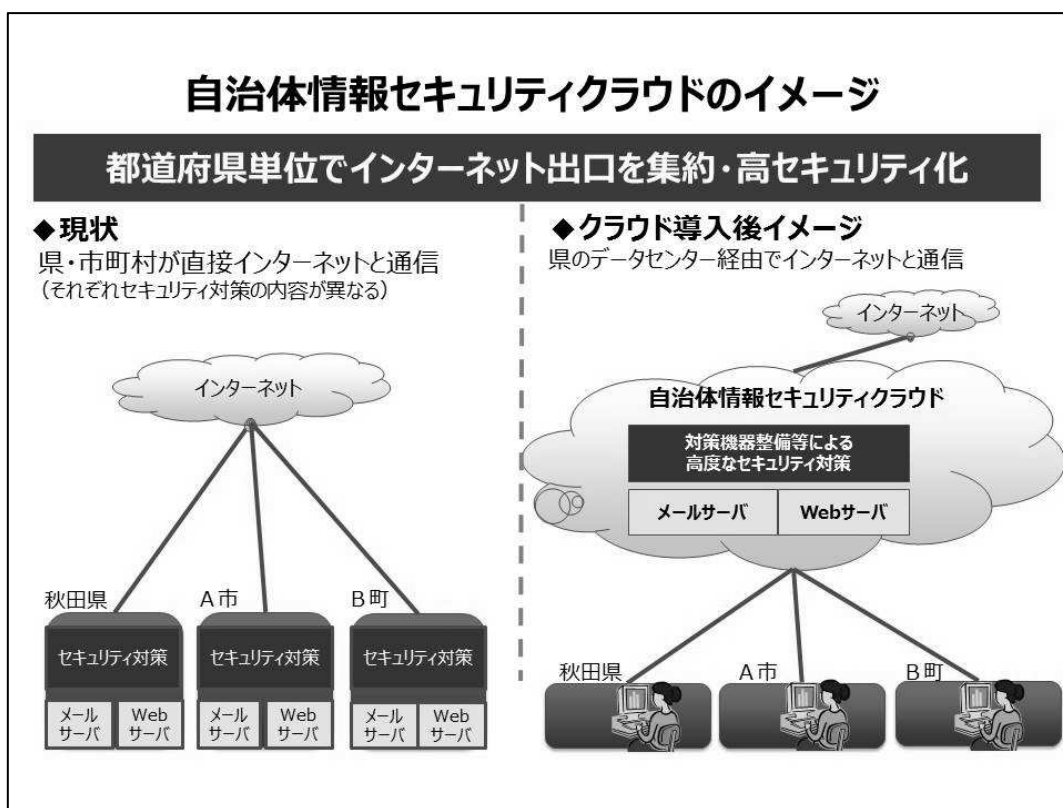 自治体情報セキュリティクラウドのイメージ
都道府県単位でインターネット出口を集約・高セキュリティ化
◆現状
県・市町村が直接インターネットと通信
(それぞれセキュリティ対策の内容が異なる)
インターネット
秋田県
A市
B町
セキュリティ対策
セキュリティ対策
セキュリティ対策
メール
サーバ
Web
サーバ
メール
サーバ
Web
サーバ
メール
サーバ
Web
サーバ
◆クラウド導入後イメージ
県のデータセンター経由でインターネットと通信
インターネット
自治体情報セキュリティクラウド
対策機器整備等による
高度なセキュリティ対策
メールサーバ
Webサーバ
秋田県
A市
B町